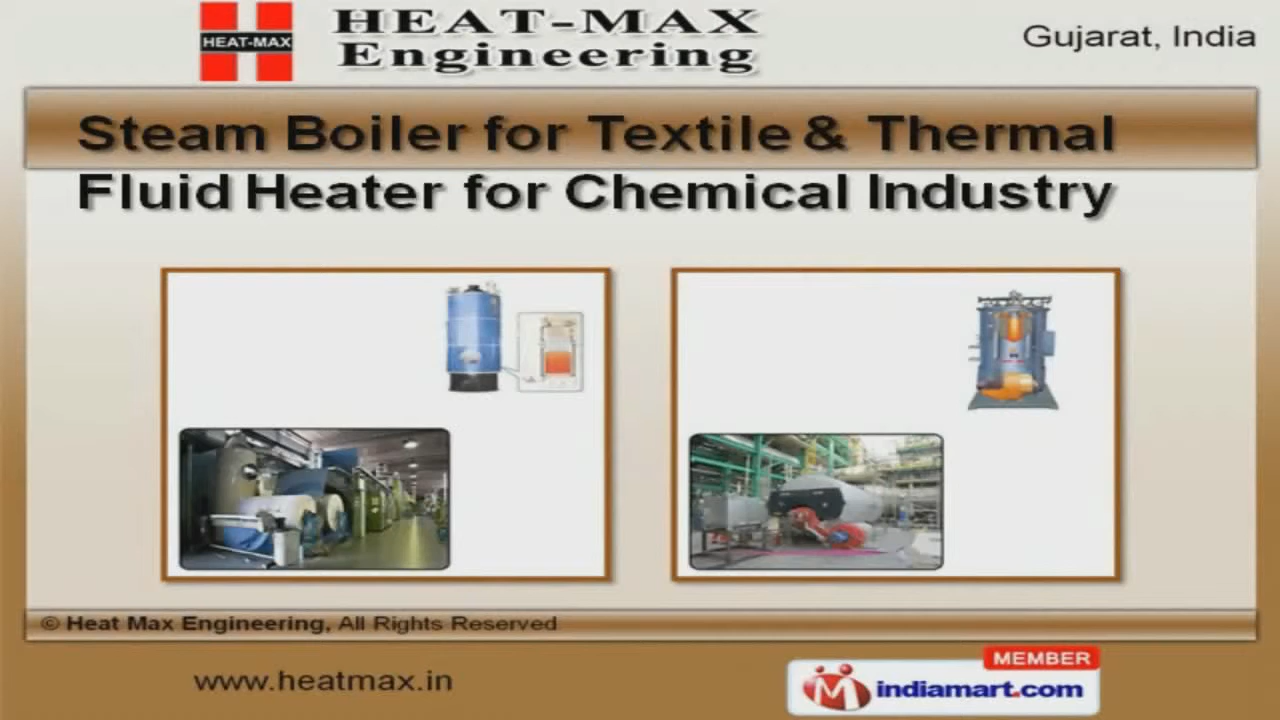 HEAT-MAX
HEAT-MAX
Engineering
Gujarat, India
Steam Boiler for Textile & Thermal
Fluid Heater for Chemical Industry
© Heat Max Engineering, All Rights Reserved
www.heatmax.in
MEMBER
indiamart.com